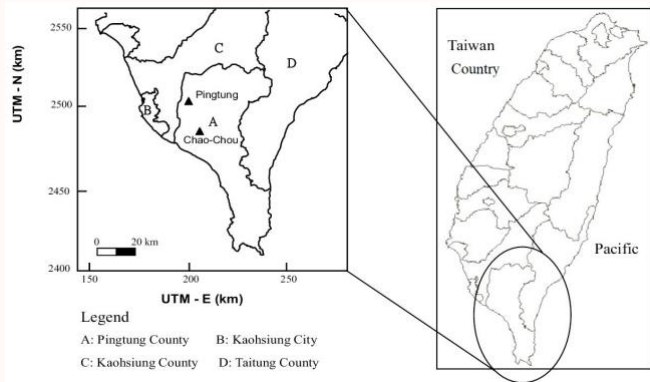 2550
2500
2450
2400
UTM - N (km)
C
D
B
Pingtung
A
Chao-Chou
0 20 km
150 200 250
UTM - E (km)
Taiwan
Country
Pacific
Legend
A: Pingtung County B: Kaohsiung City
C: Kaohsiung County D: Taitung County